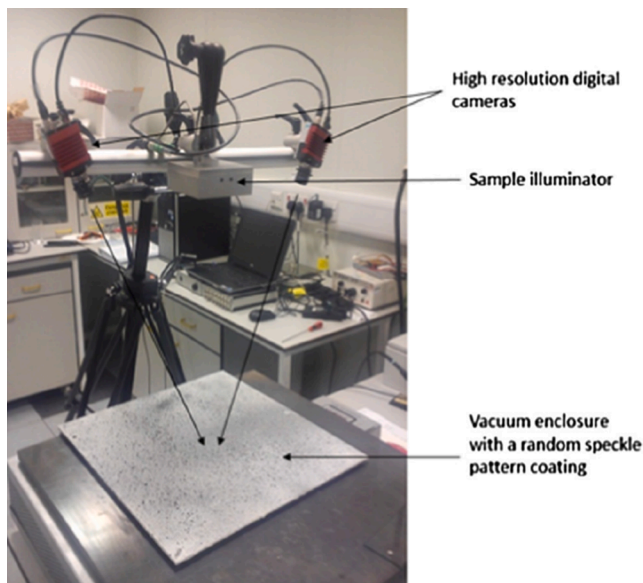 High resolution digital
cameras
Sample illuminator
Vacuum enclosure
with a random speckle
pattern coating